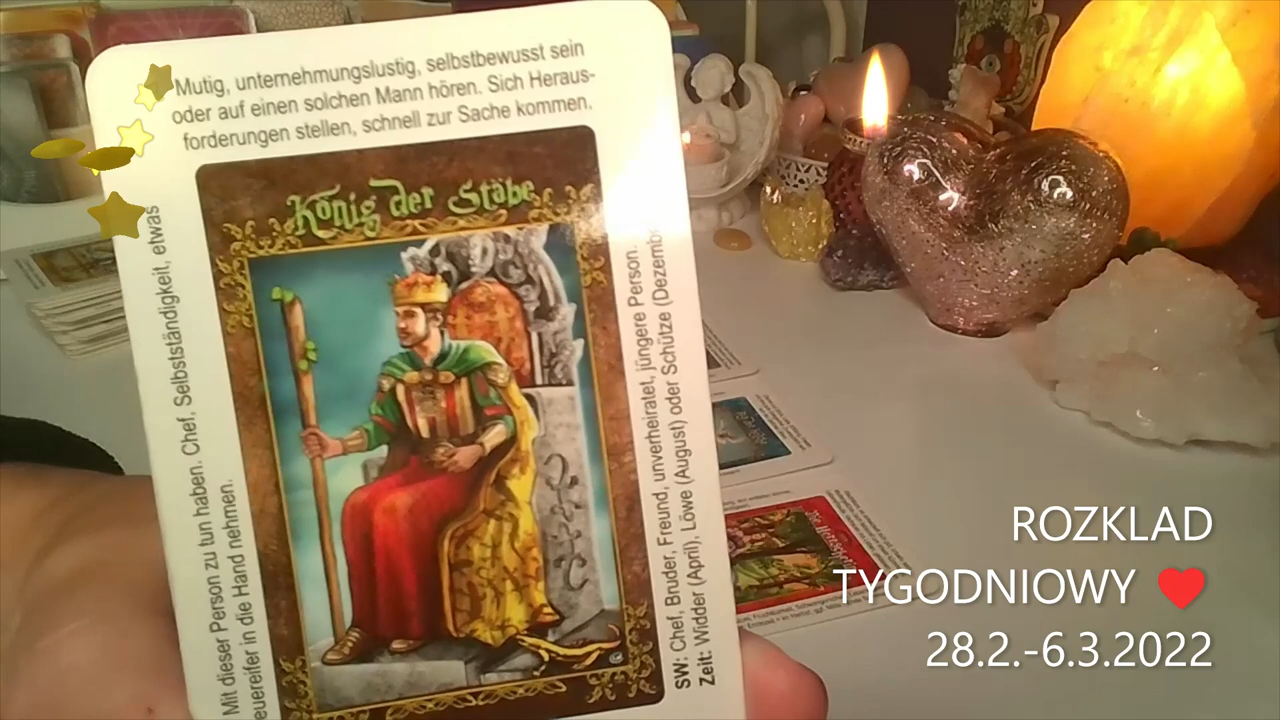 Mutig, unternehmungslustig, selbstbewusst sein
oder auf einen solchen Mann hören. Sich Heraus-
forderungen stellen, schnell zur Sache kommen.
König der Stäbe
Mit dieser Person zu tun haben. Chef, Selbstständigkeit, etwas
euereifer in die Hand nehmen.
SW: Chef, Bruder, Freund, unverheiratet, jüngere Person.
Zeit: Widder (April), Löwe (August) oder Schütze (Dezemb
ROZKLAD
TYGODNIOWY ❤
28.2.-6.3.2022